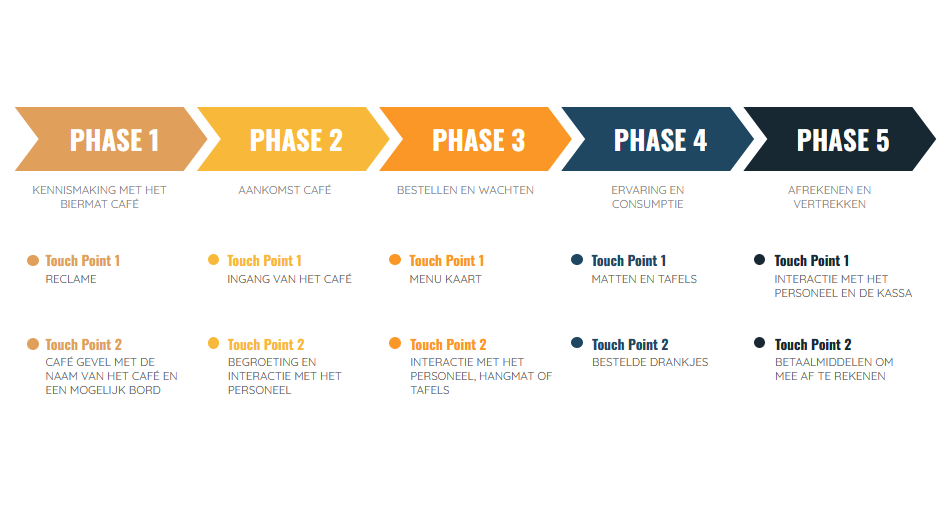 PHASE 1
PHASE 2
PHASE 3
PHASE 4
PHASE 5
KENNISMAKING MET HET
BIERMAT CAFÉ
AANKOMST CAFÉ
BESTELLEN EN WACHTEN
ERVARING EN
CONSUMPTIE
AFREKENEN EN
VERTREKKEN
Touch Point 1
RECLAME
Touch Point 1
INGANG VAN HET CAFÉ
Touch Point 1
MENU KAART
Touch Point 1
MATTEN EN TAFELS
Touch Point 1
INTERACTIE MET HET
PERSONEEL EN DE KASSA
Touch Point 2
CAFÉ GEVEL MET DE
NAAM VAN HET CAFÉ EN
EEN MOGELIJK BORD
Touch Point 2
BEGROETING EN
INTERACTIE MET HET
PERSONEEL
Touch Point 2
INTERACTIE MET HET
PERSONEEL, HANGMAT OF
TAFELS
Touch Point 2
BESTELDE DRANKJES
Touch Point 2
BETAALMIDDELEN OM
MEE AF TE REKENEN